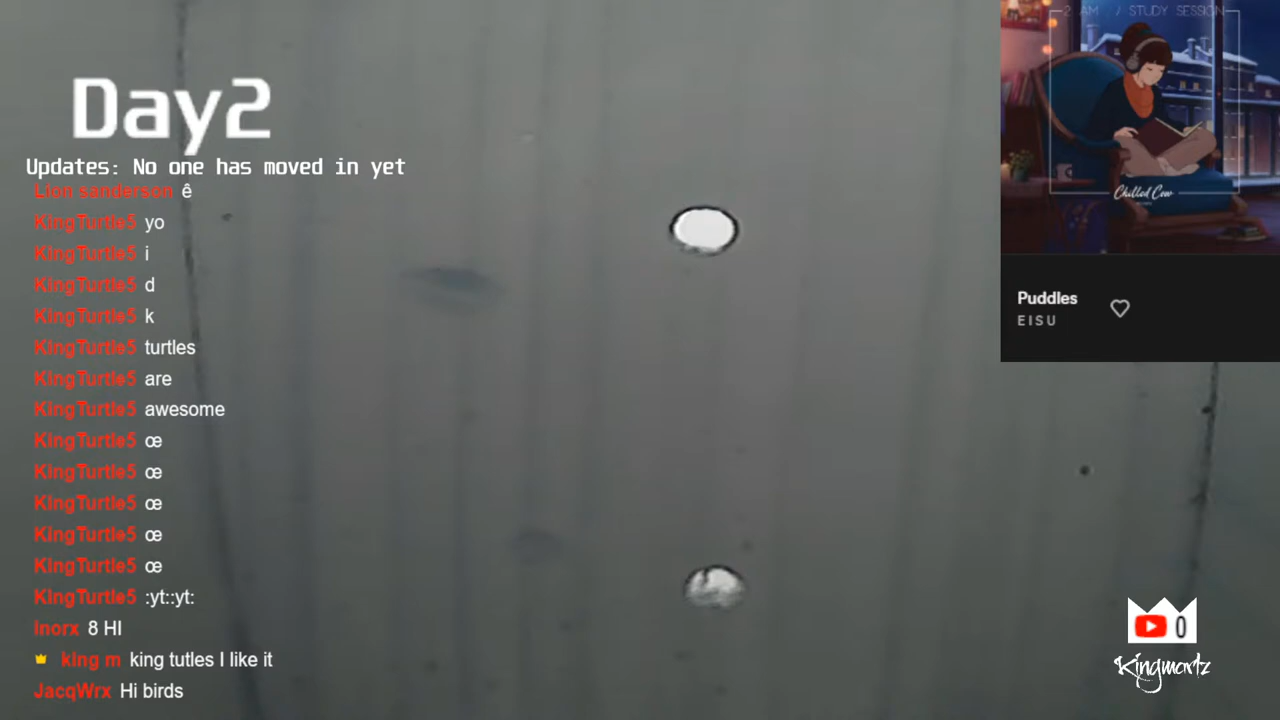 Day2
Updates: No one has moved in yet
Lion sanderson ê
KingTurtle5 yo
KingTurtle5 i
KingTurtle5 d
KingTurtle5 k
KingTurtle5 turtles
KingTurtle5 are
KingTurtle5 awesome
KingTurtle5 œ
KingTurtle5 œ
KingTurtle5 œ
KingTurtle5 œ
KingTurtle5 œ
KingTurtle5 :yt::yt:
Inorx 8 HI
king m king tutles I like it
JacqWrx Hi birds
2 AM / STUDY SESSION
Chilled Cow
Puddles
EISU
0
Kingmartz